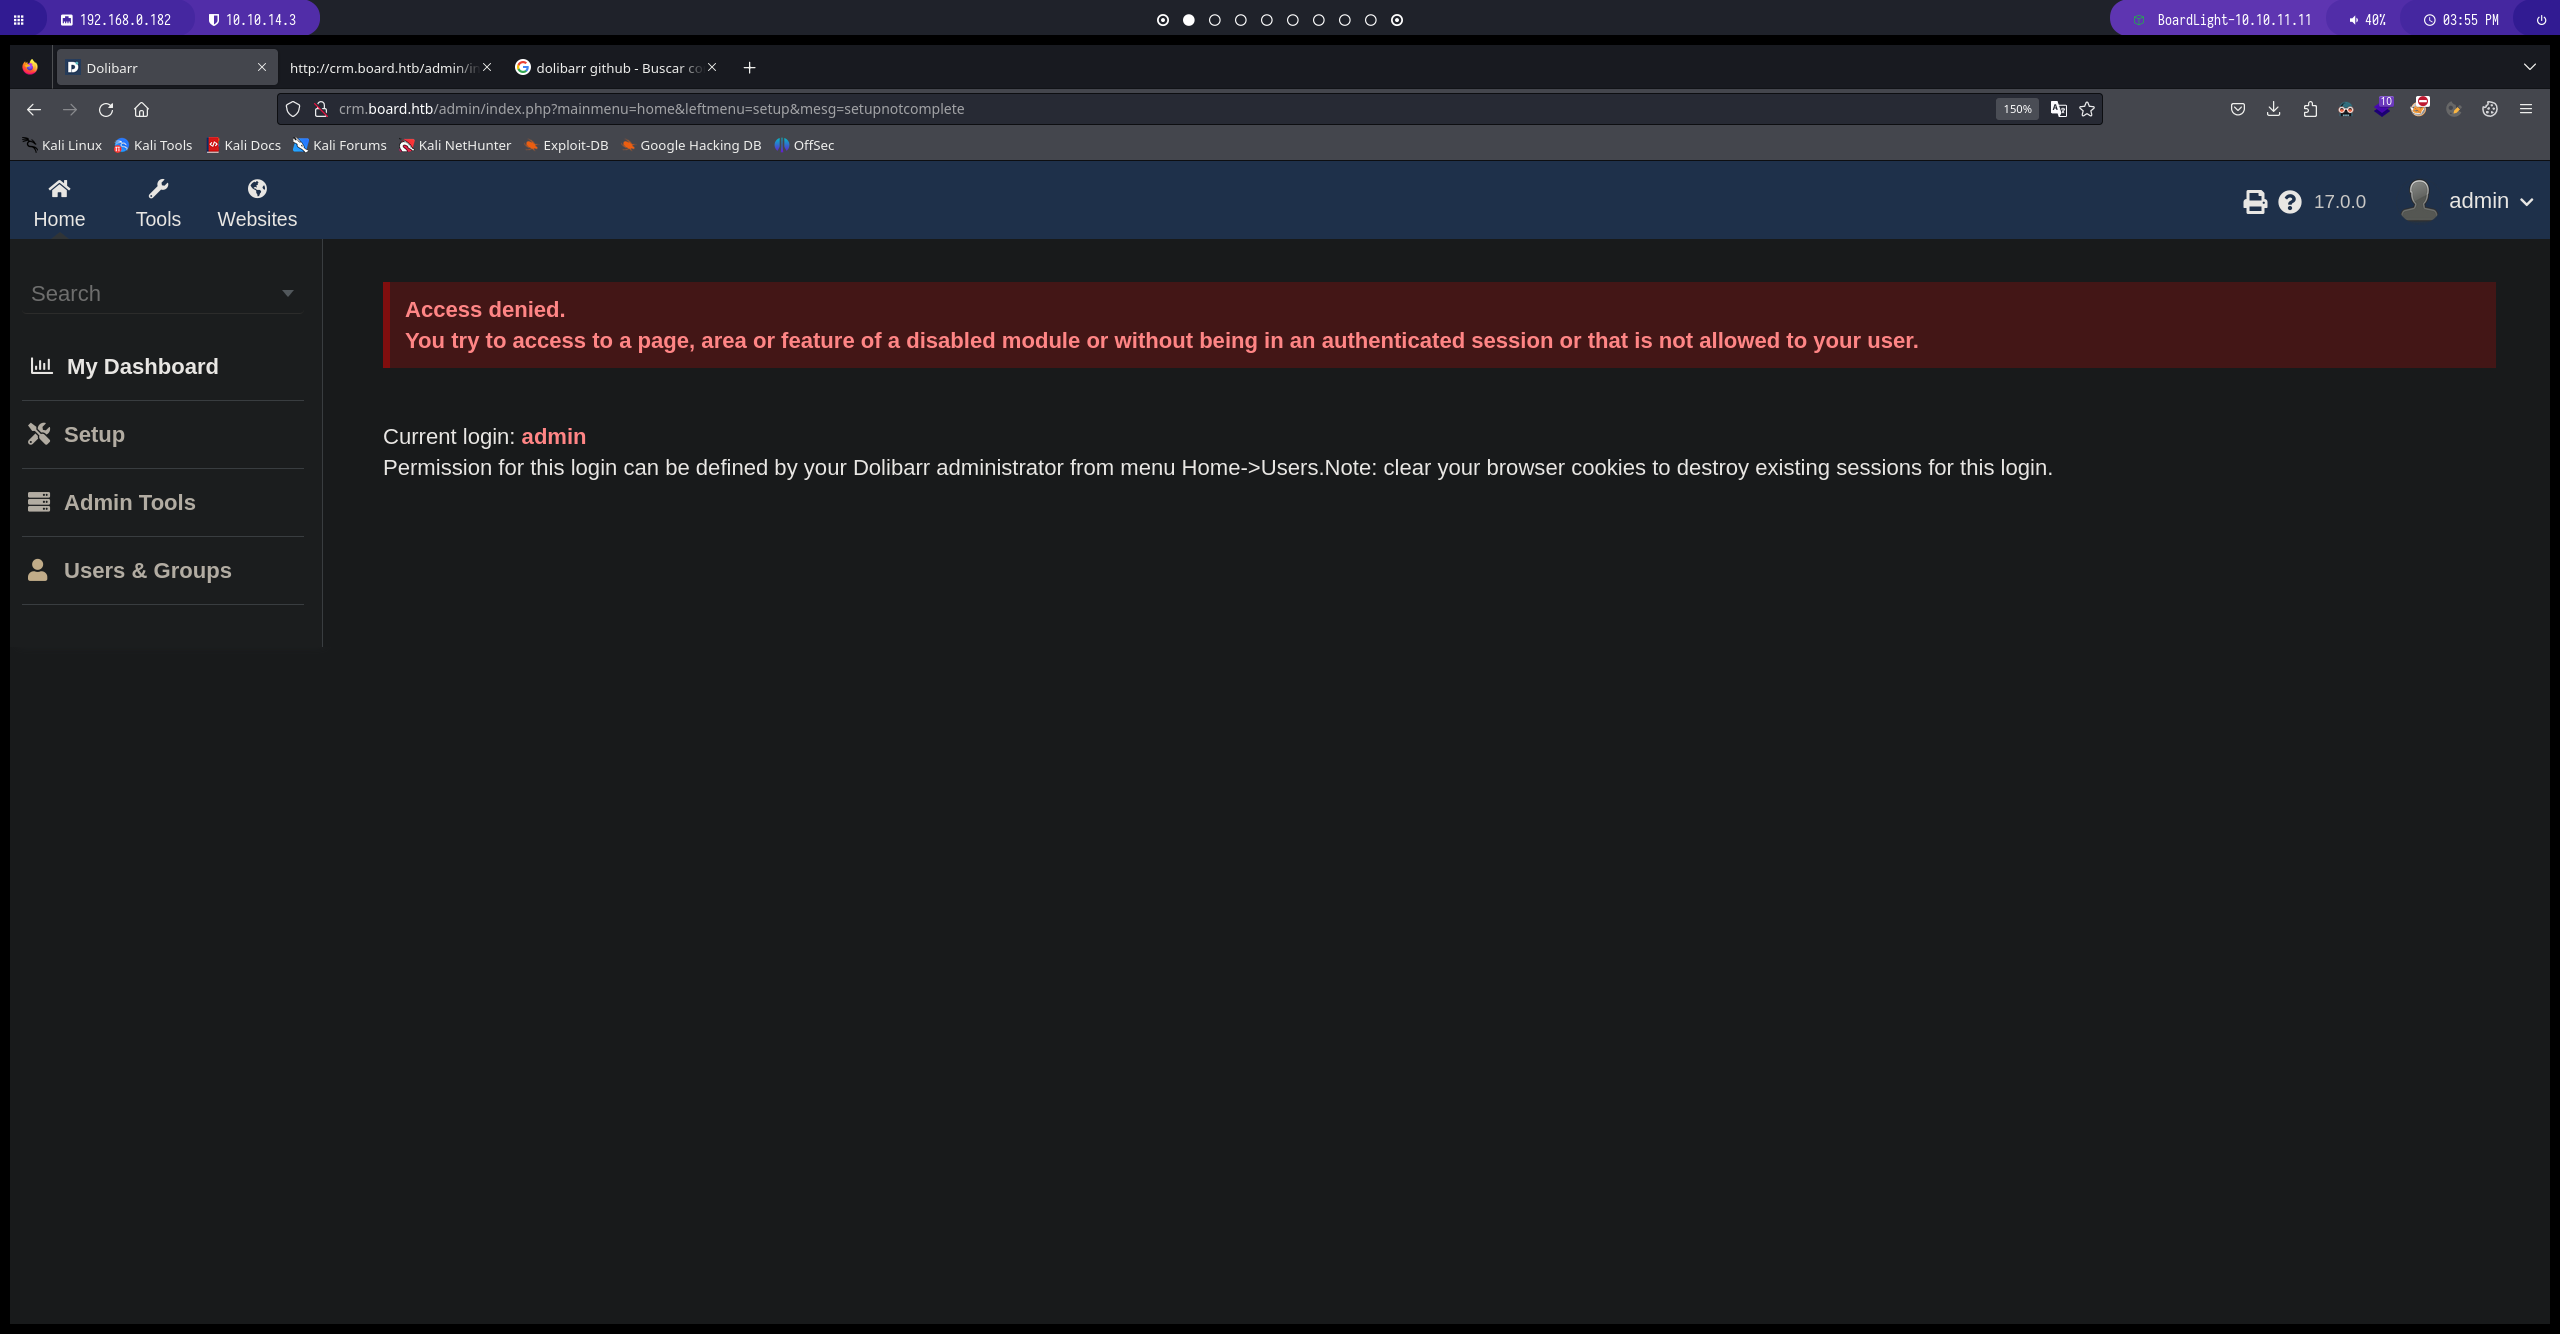 192.168.0.182 10.10.14.3 BoardLight-10.10.11.11 40% 03:55 PM
Dolibarr http://crm.board.htb/admin/in dolibarr github - Buscar co
crm.board.htb/admin/index.php?mainmenu=home&leftmenu=setup&mesg=setupnotcomplete 150% 10
Kali Linux Kali Tools Kali Docs Kali Forums Kali NetHunter Exploit-DB Google Hacking DB OffSec
Home Tools Websites 17.0.0 admin
Search
My Dashboard
Setup
Admin Tools
Users & Groups
Access denied.
You try to access to a page, area or feature of a disabled module or without being in an authenticated session or that is not allowed to your user.
Current login: admin
Permission for this login can be defined by your Dolibarr administrator from menu Home->Users.Note: clear your browser cookies to destroy existing sessions for this login.